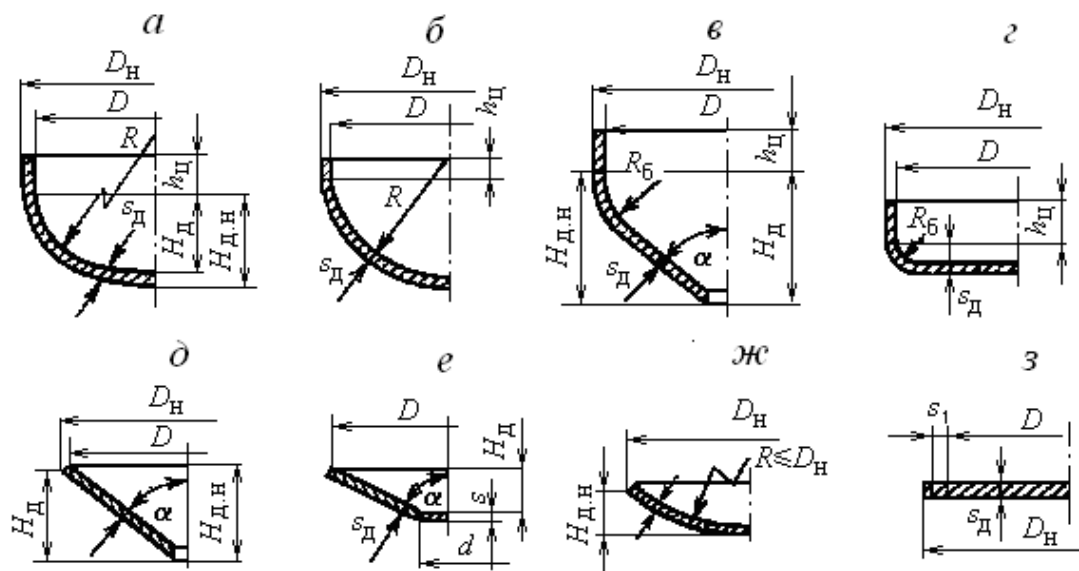 а б в г
D_н D_н D_н D_н
D D D D
R h_ц R h_ц R_б h_ц R_б h_ц
s_д H_д H_д.н s_д H_д.н s_д α H_д s_д
д е ж з
D_н D D_н s_1 D
D H_д R≤D_н
H_д α H_д.н s_д α s d H_д.н s_д D_н